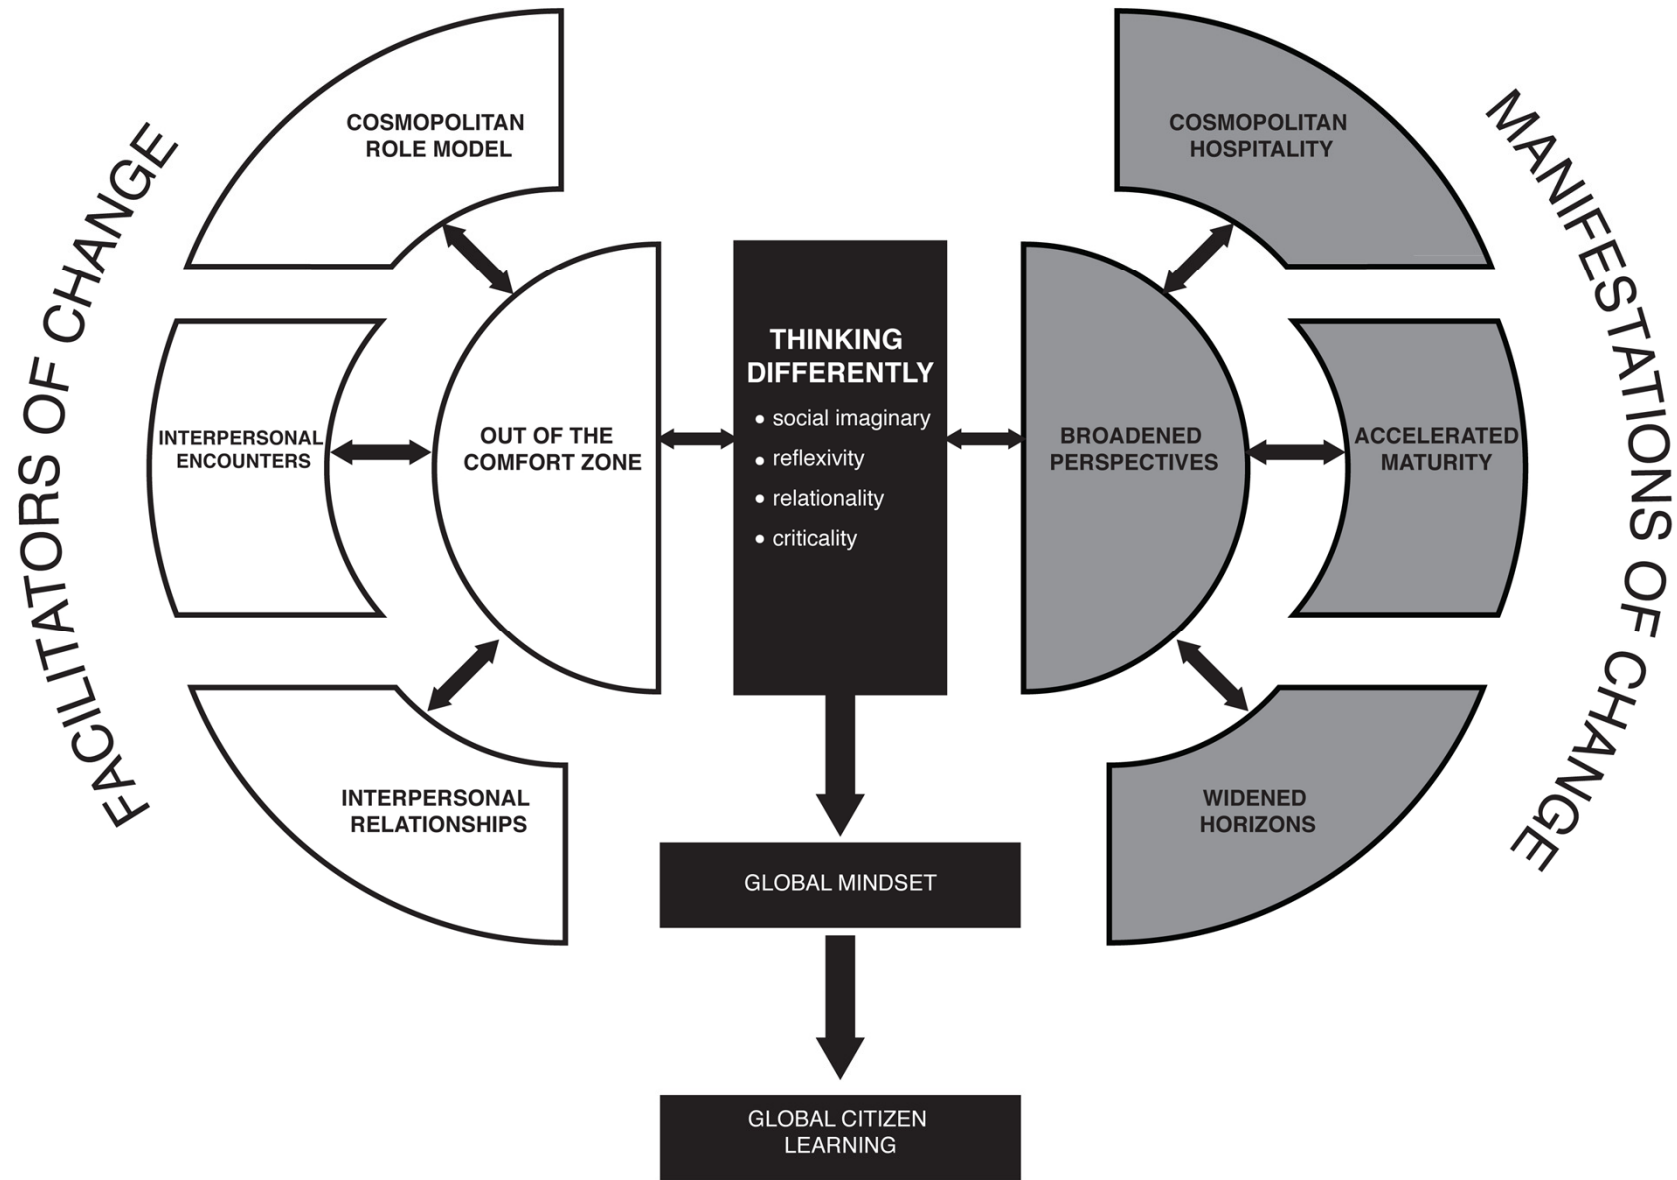 FACILITATORS OF CHANGE
COSMOPOLITAN
ROLE MODEL
INTERPERSONAL
ENCOUNTERS
INTERPERSONAL
RELATIONSHIPS
OUT OF THE
COMFORT ZONE
THINKING
DIFFERENTLY
• social imaginary
• reflexivity
• relationality
• criticality
GLOBAL MINDSET
GLOBAL CITIZEN
LEARNING
BROADENED
PERSPECTIVES
COSMOPOLITAN
HOSPITALITY
ACCELERATED
MATURITY
WIDENED
HORIZONS
MANIFESTATIONS OF CHANGE